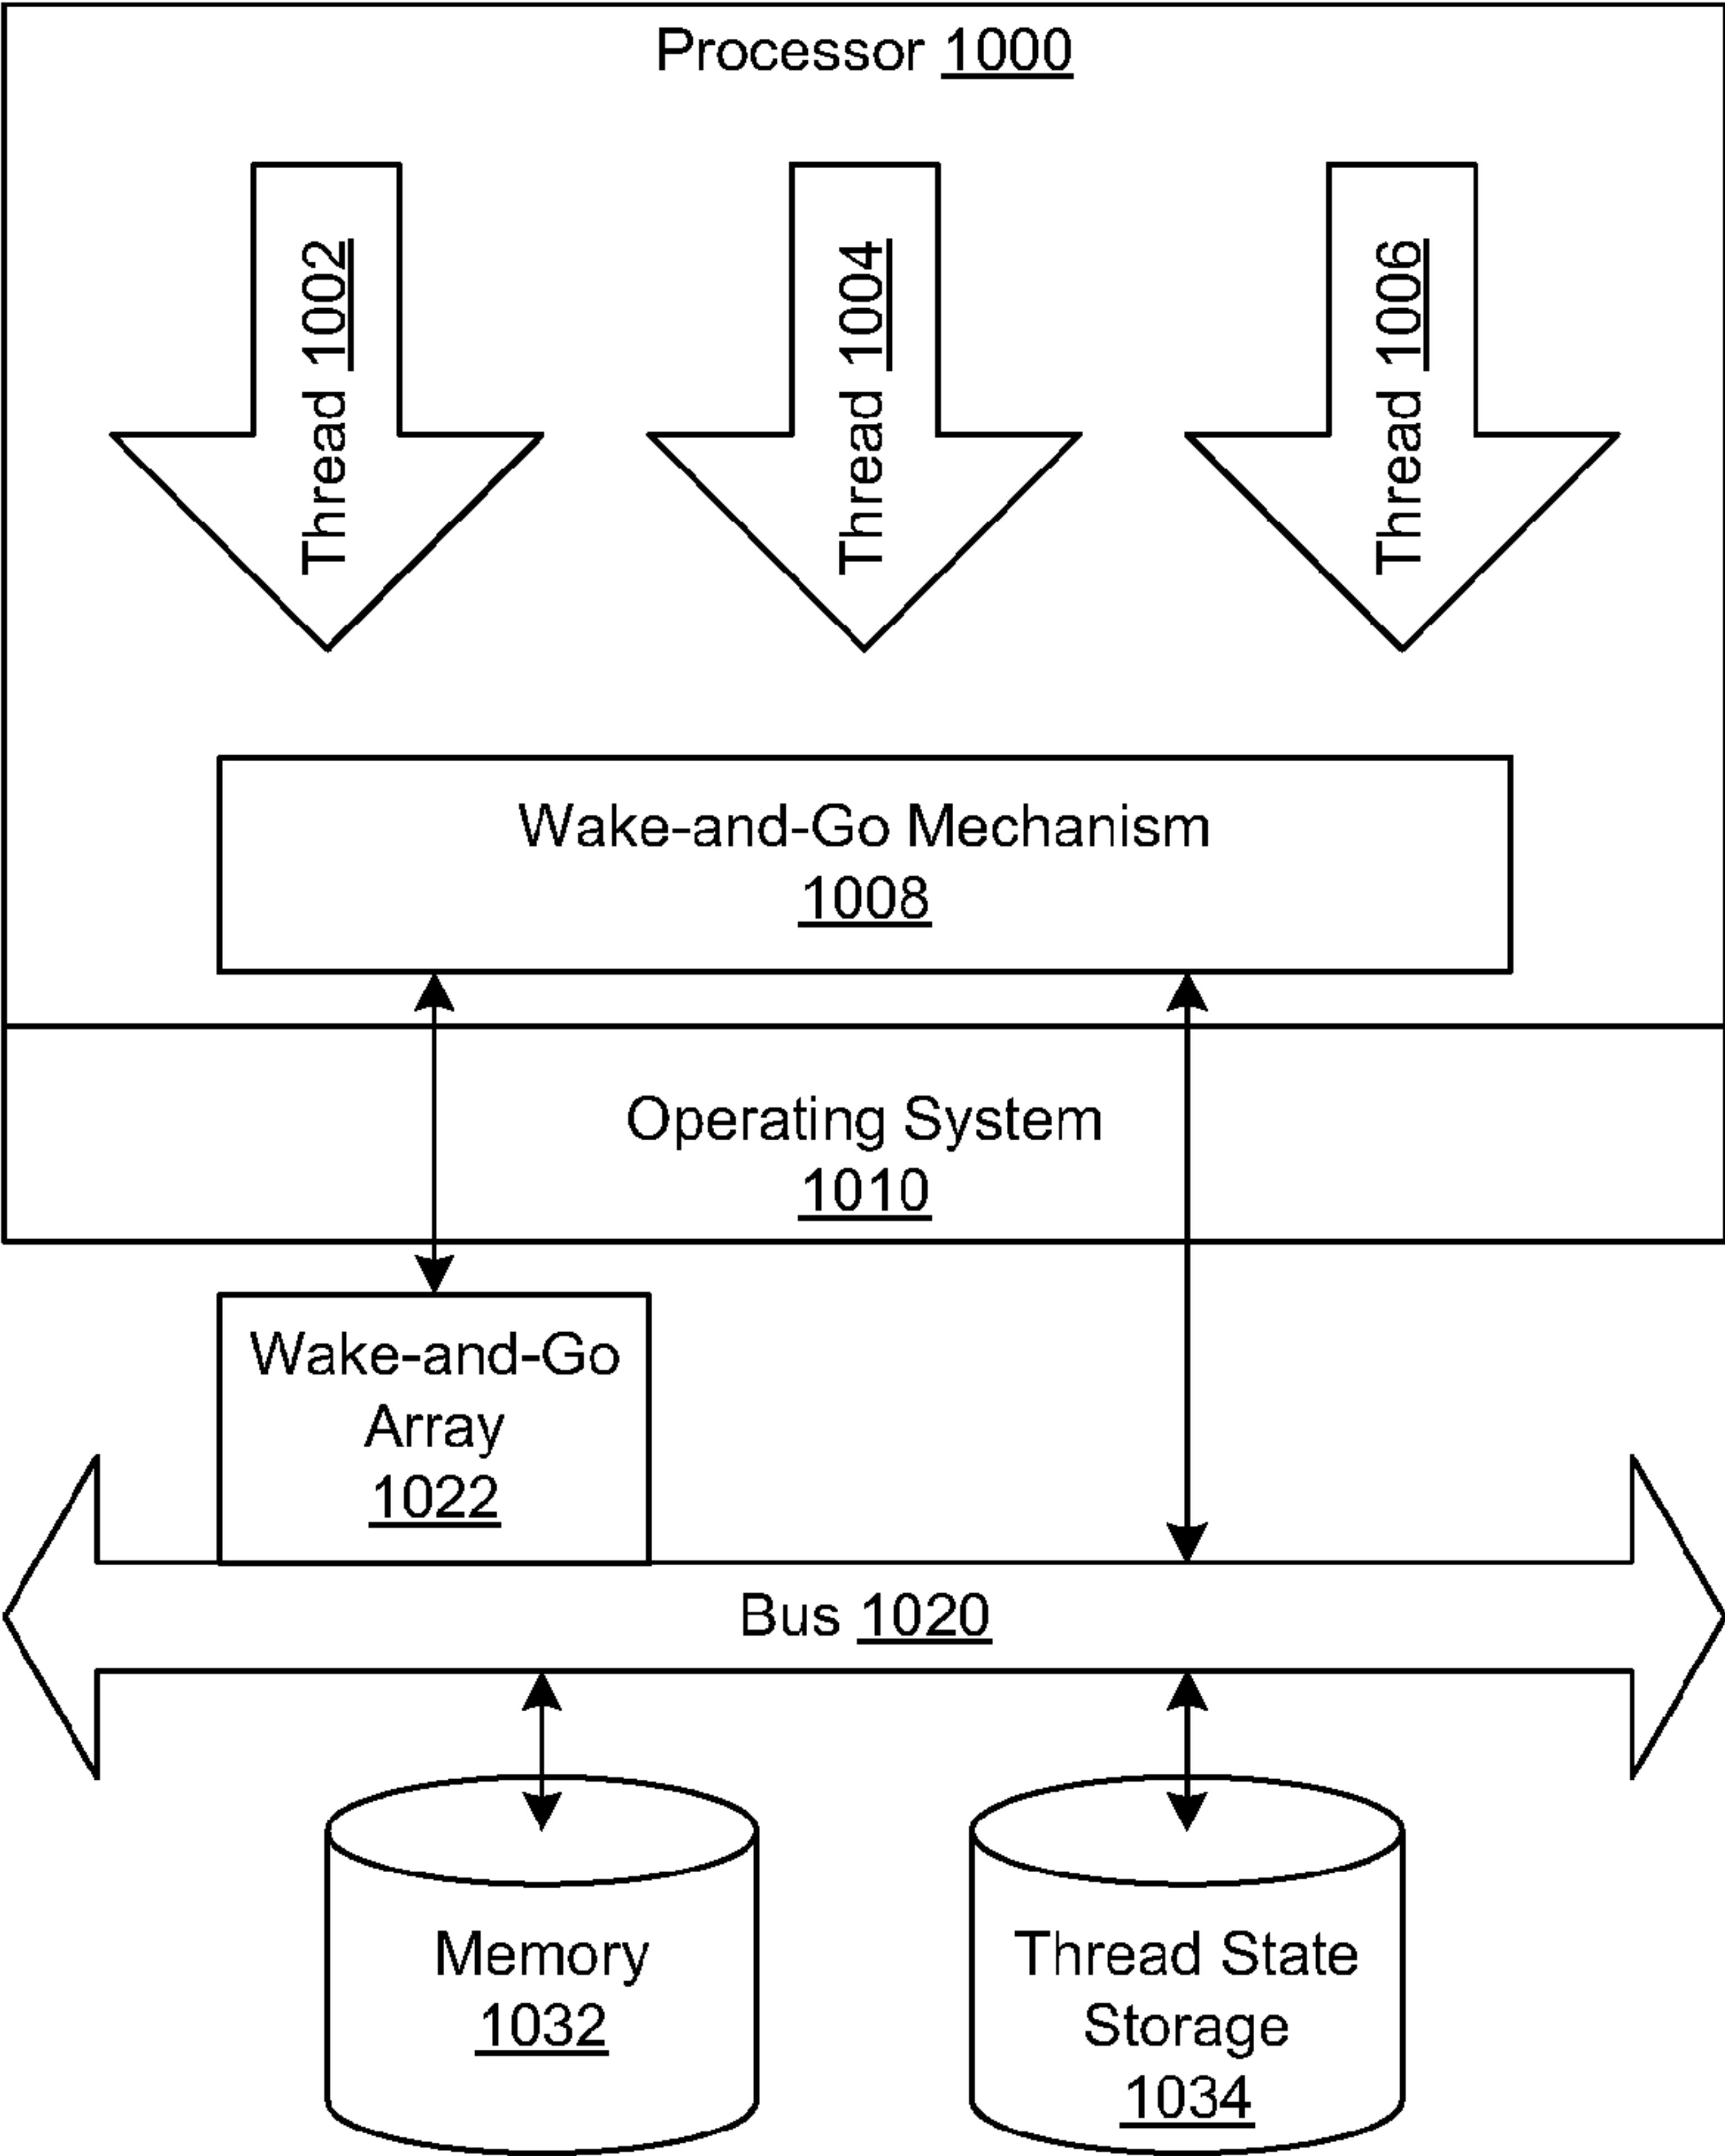 Processor 1000
Thread 1002
Thread 1004
Thread 1006
Wake-and-Go Mechanism
1008
Operating System
1010
Wake-and-Go
Array
1022
Bus 1020
Memory
1032
Thread State
Storage
1034